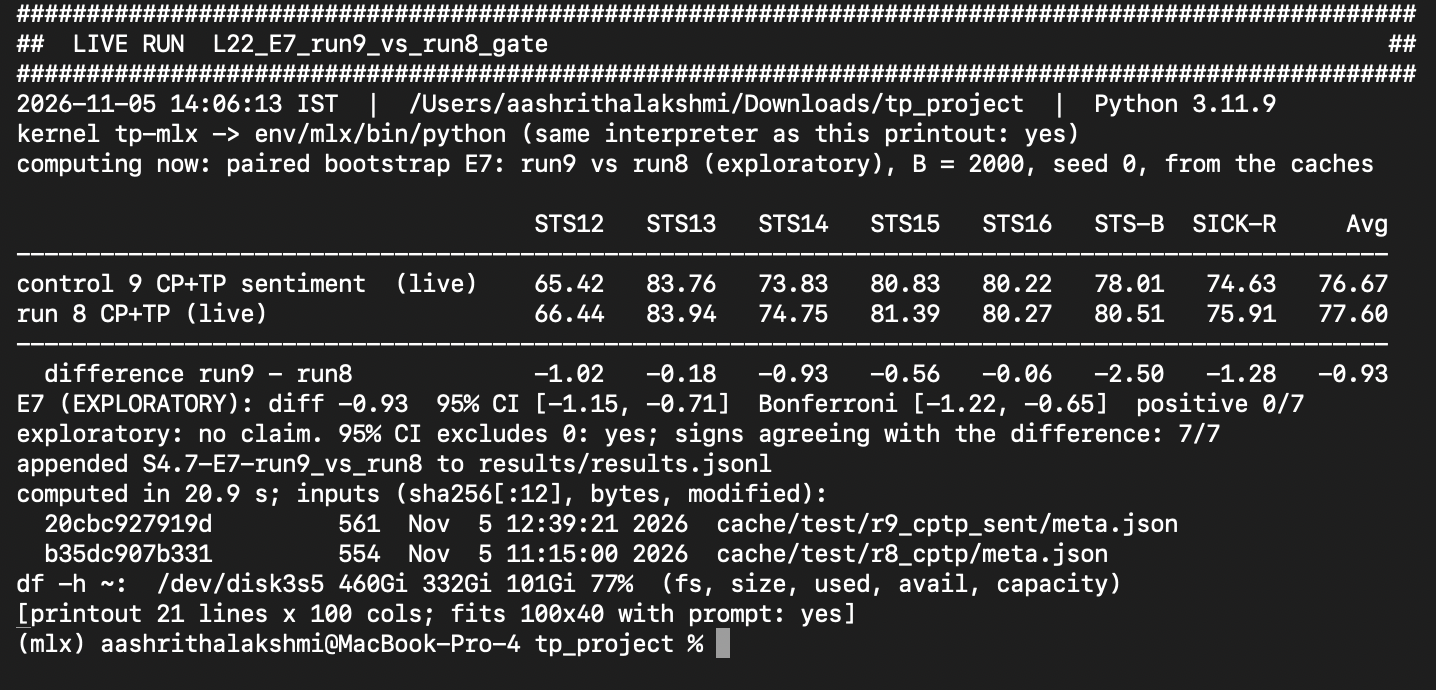 ####################################################################################################
##  LIVE RUN  L22_E7_run9_vs_run8_gate                                                            ##
####################################################################################################
2026-11-05 14:06:13 IST  |  /Users/aashrithalakshmi/Downloads/tp_project  |  Python 3.11.9
kernel tp-mlx -> env/mlx/bin/python (same interpreter as this printout: yes)
computing now: paired bootstrap E7: run9 vs run8 (exploratory), B = 2000, seed 0, from the caches
                                     STS12   STS13   STS14   STS15   STS16   STS-B  SICK-R     Avg
--------------------------------------------------------------------------------------------------
control 9 CP+TP sentiment  (live)    65.42   83.76   73.83   80.83   80.22   78.01   74.63   76.67
run 8 CP+TP (live)                   66.44   83.94   74.75   81.39   80.27   80.51   75.91   77.60
--------------------------------------------------------------------------------------------------
  difference run9 - run8             -1.02   -0.18   -0.93   -0.56   -0.06   -2.50   -1.28   -0.93
E7 (EXPLORATORY): diff -0.93  95% CI [-1.15, -0.71]  Bonferroni [-1.22, -0.65]  positive 0/7
exploratory: no claim. 95% CI excludes 0: yes; signs agreeing with the difference: 7/7
appended S4.7-E7-run9_vs_run8 to results/results.jsonl
computed in 20.9 s; inputs (sha256[:12], bytes, modified):
  20cbc927919d         561  Nov  5 12:39:21 2026  cache/test/r9_cptp_sent/meta.json
  b35dc907b331         554  Nov  5 11:15:00 2026  cache/test/r8_cptp/meta.json
df -h ~:  /dev/disk3s5 460Gi 332Gi 101Gi 77%  (fs, size, used, avail, capacity)
[printout 21 lines x 100 cols; fits 100x40 with prompt: yes]
(mlx) aashrithalakshmi@MacBook-Pro-4 tp_project %